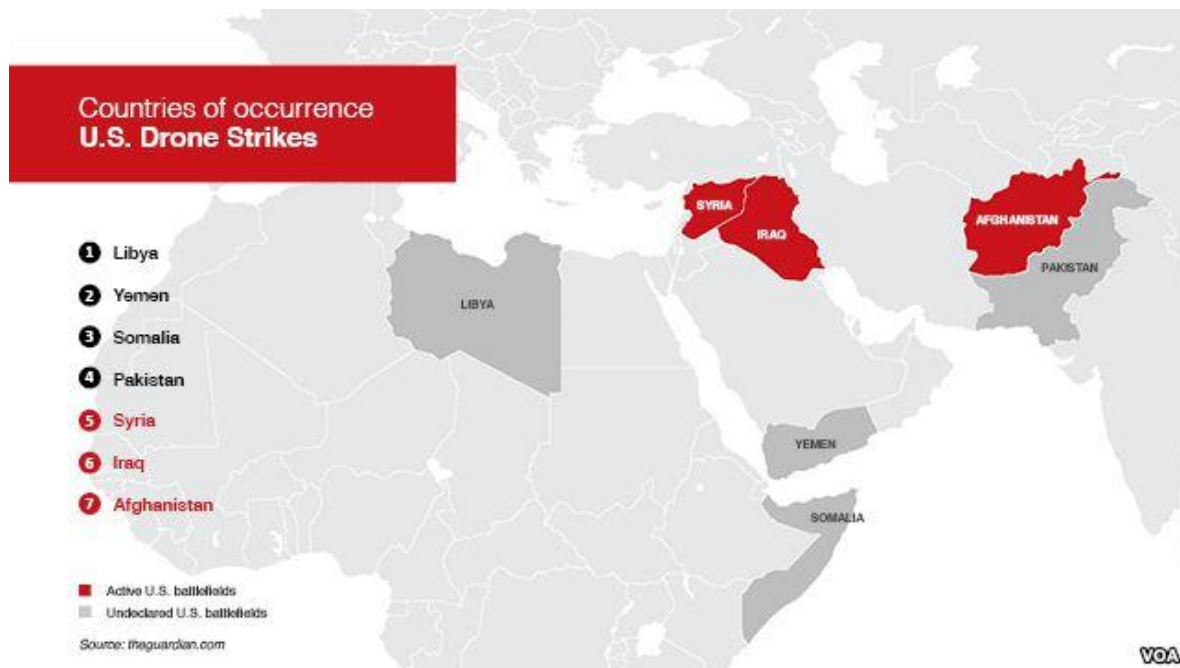 Countries of occurrence
U.S. Drone Strikes
1 Libya
2 Yemen
3 Somalia
4 Pakistan
5 Syria
6 Iraq
7 Afghanistan
Active U.S. battlefields
Undeclared U.S. battlefields
Source: theguardian.com
SYRIA
IRAQ
AFGHANISTAN
PAKISTAN
LIBYA
YEMEN
SOMALIA
VOA